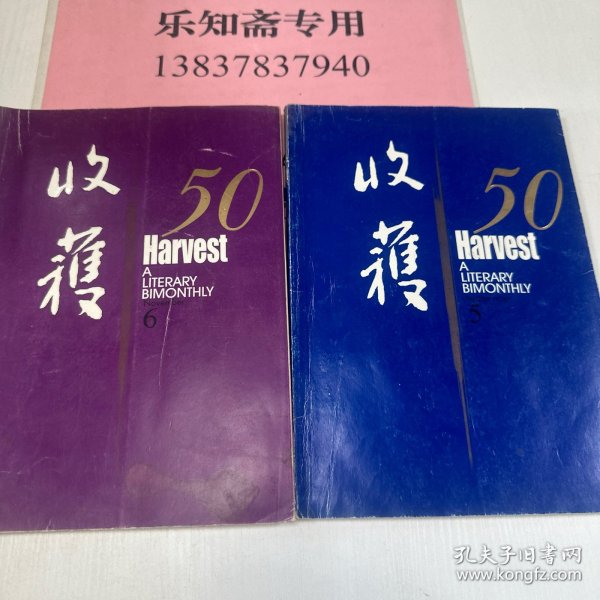 乐知斋专用
13837837940
收
穫
50
Harvest
A
LITERARY
BIMONTHLY
6
收
穫
50
Harvest
A
LITERARY
BIMONTHLY
5
孔夫子旧书网
www.kongfz.com